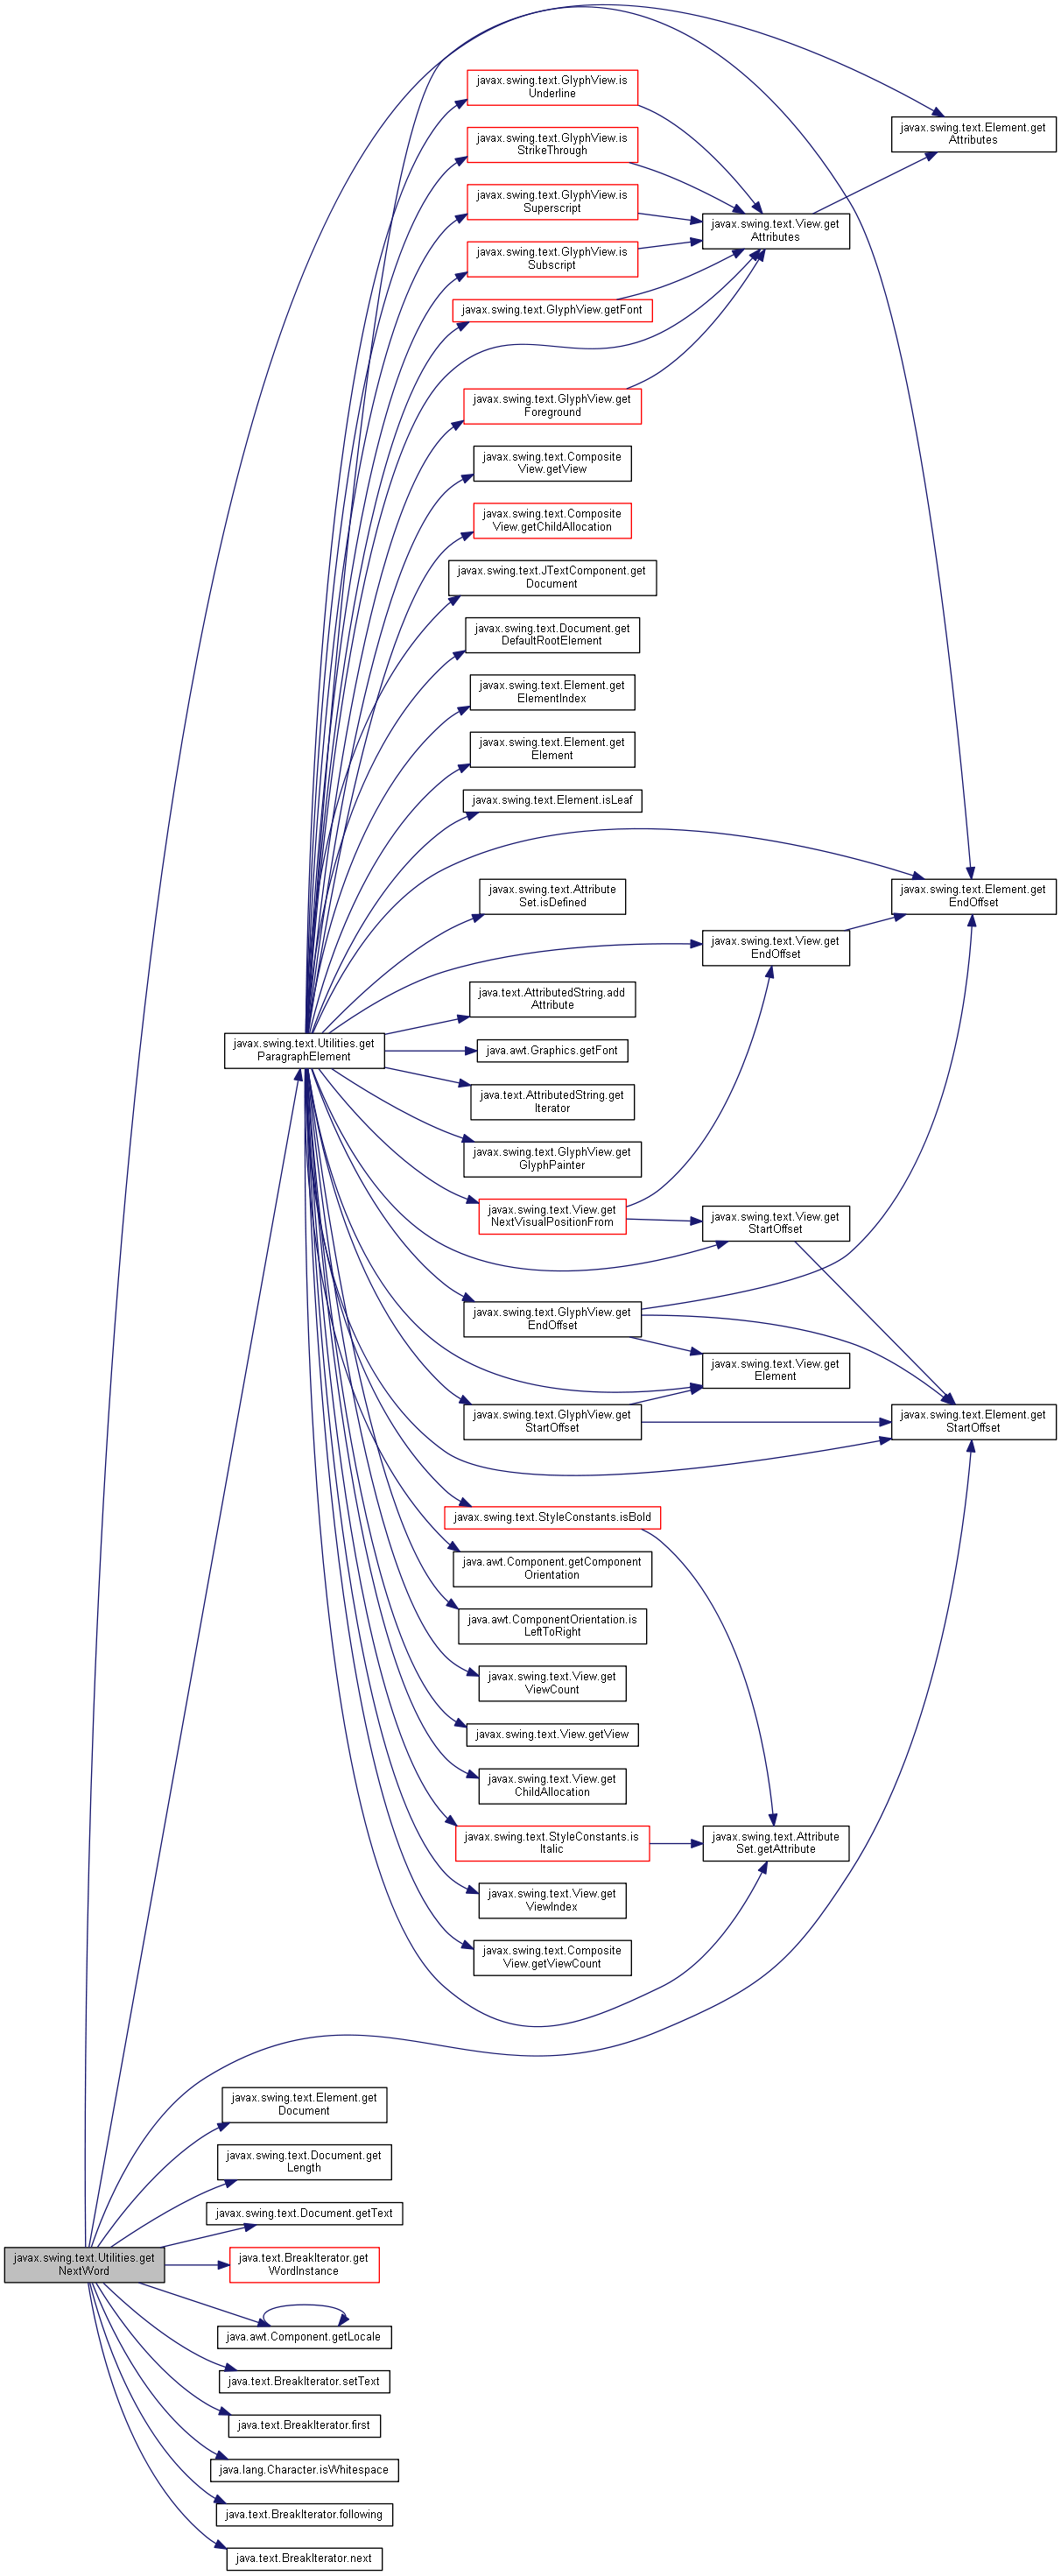 javax.swing.text.GlyphView.is
Underline
javax.swing.text.Element.get
Attributes
javax.swing.text.GlyphView.is
StrikeThrough
javax.swing.text.GlyphView.is
Superscript
javax.swing.text.View.get
Attributes
javax.swing.text.GlyphView.is
Subscript
javax.swing.text.GlyphView.getFont
javax.swing.text.GlyphView.get
Foreground
javax.swing.text.Composite
View.getView
javax.swing.text.Composite
View.getChildAllocation
javax.swing.text.JTextComponent.get
Document
javax.swing.text.Document.get
DefaultRootElement
javax.swing.text.Element.get
ElementIndex
javax.swing.text.Element.get
Element
javax.swing.text.Element.isLeaf
javax.swing.text.Attribute
Set.isDefined
javax.swing.text.Element.get
EndOffset
javax.swing.text.View.get
EndOffset
java.text.AttributedString.add
Attribute
javax.swing.text.Utilities.get
ParagraphElement
java.awt.Graphics.getFont
java.text.AttributedString.get
Iterator
javax.swing.text.GlyphView.get
GlyphPainter
javax.swing.text.View.get
NextVisualPositionFrom
javax.swing.text.View.get
StartOffset
javax.swing.text.GlyphView.get
EndOffset
javax.swing.text.View.get
Element
javax.swing.text.GlyphView.get
StartOffset
javax.swing.text.Element.get
StartOffset
javax.swing.text.StyleConstants.isBold
java.awt.Component.getComponent
Orientation
java.awt.ComponentOrientation.is
LeftToRight
javax.swing.text.View.get
ViewCount
javax.swing.text.View.getView
javax.swing.text.View.get
ChildAllocation
javax.swing.text.StyleConstants.is
Italic
javax.swing.text.Attribute
Set.getAttribute
javax.swing.text.View.get
ViewIndex
javax.swing.text.Composite
View.getViewCount
javax.swing.text.Element.get
Document
javax.swing.text.Document.get
Length
javax.swing.text.Document.getText
javax.swing.text.Utilities.get
NextWord
java.text.BreakIterator.get
WordInstance
java.awt.Component.getLocale
java.text.BreakIterator.setText
java.text.BreakIterator.first
java.lang.Character.isWhitespace
java.text.BreakIterator.following
java.text.BreakIterator.next